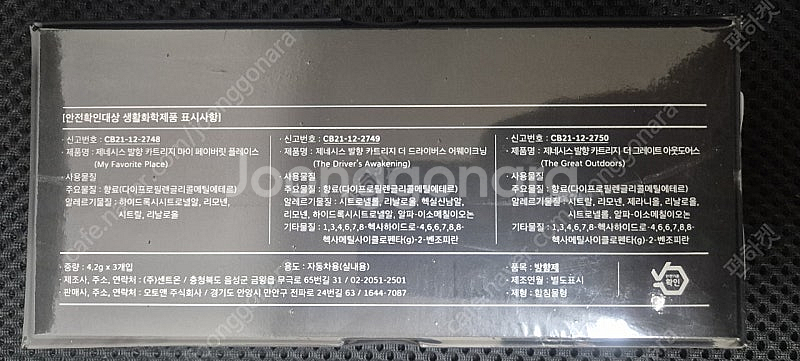 [안전확인대상 생활화학제품 표시사항]
· 신고번호 : CB21-12-2748
· 제품명 : 제네시스 발향 카트리지 마이 페이버릿 플레이스
(My Favorite Place)
· 사용물질
주요물질 : 향료(다이프로필렌글리콜메틸에테르)
알레르기물질 : 하이드록시시트로넬알, 리모넨,
시트랄, 리날로올
· 신고번호 : CB21-12-2749
· 제품명 : 제네시스 발향 카트리지 더 드라이버스 어웨이크닝
(The Driver's Awakening)
· 사용물질
주요물질 : 향료(다이프로필렌글리콜메틸에테르)
알레르기물질 : 시트로넬롤, 리날로올, 헥실신남알,
리모넨, 하이드록시시트로넬알, 알파-이소메칠이오논
기타물질 : 1,3,4,6,7,8-헥사하이드로-4,6,6,7,8,8-
헥사메틸사이클로펜타(g)-2-벤조피란
· 신고번호 : CB21-12-2750
· 제품명 : 제네시스 발향 카트리지 더 그레이트 아웃도어스
(The Great Outdoors)
· 사용물질
주요물질 : 향료(다이프로필렌글리콜메틸에테르)
알레르기물질 : 시트랄, 리모넨, 제라니올, 리날로올,
시트로넬롤, 알파-이소메칠이오논
기타물질 : 1,3,4,6,7,8-헥사하이드로-4,6,6,7,8,8-
헥사메틸사이클로펜타(g)-2-벤조피란
· 중량 : 4.2g x 3개입
· 용도 : 자동차용(실내용)
· 품목 : 방향제
· 제조사, 주소, 연락처 : (주)센트온 / 충청북도 음성군 금왕읍 무극로 65번길 31 / 02-2051-2501
· 제조연월 : 별도표시
· 판매사, 주소, 연락처 : 오토앤 주식회사 / 경기도 안양시 만안구 전파로 24번길 63 / 1644-7087
· 제형 : 함침물형
안전기준
확인
Joonggonara
cafe.naver.com/joonggonara
편하켓